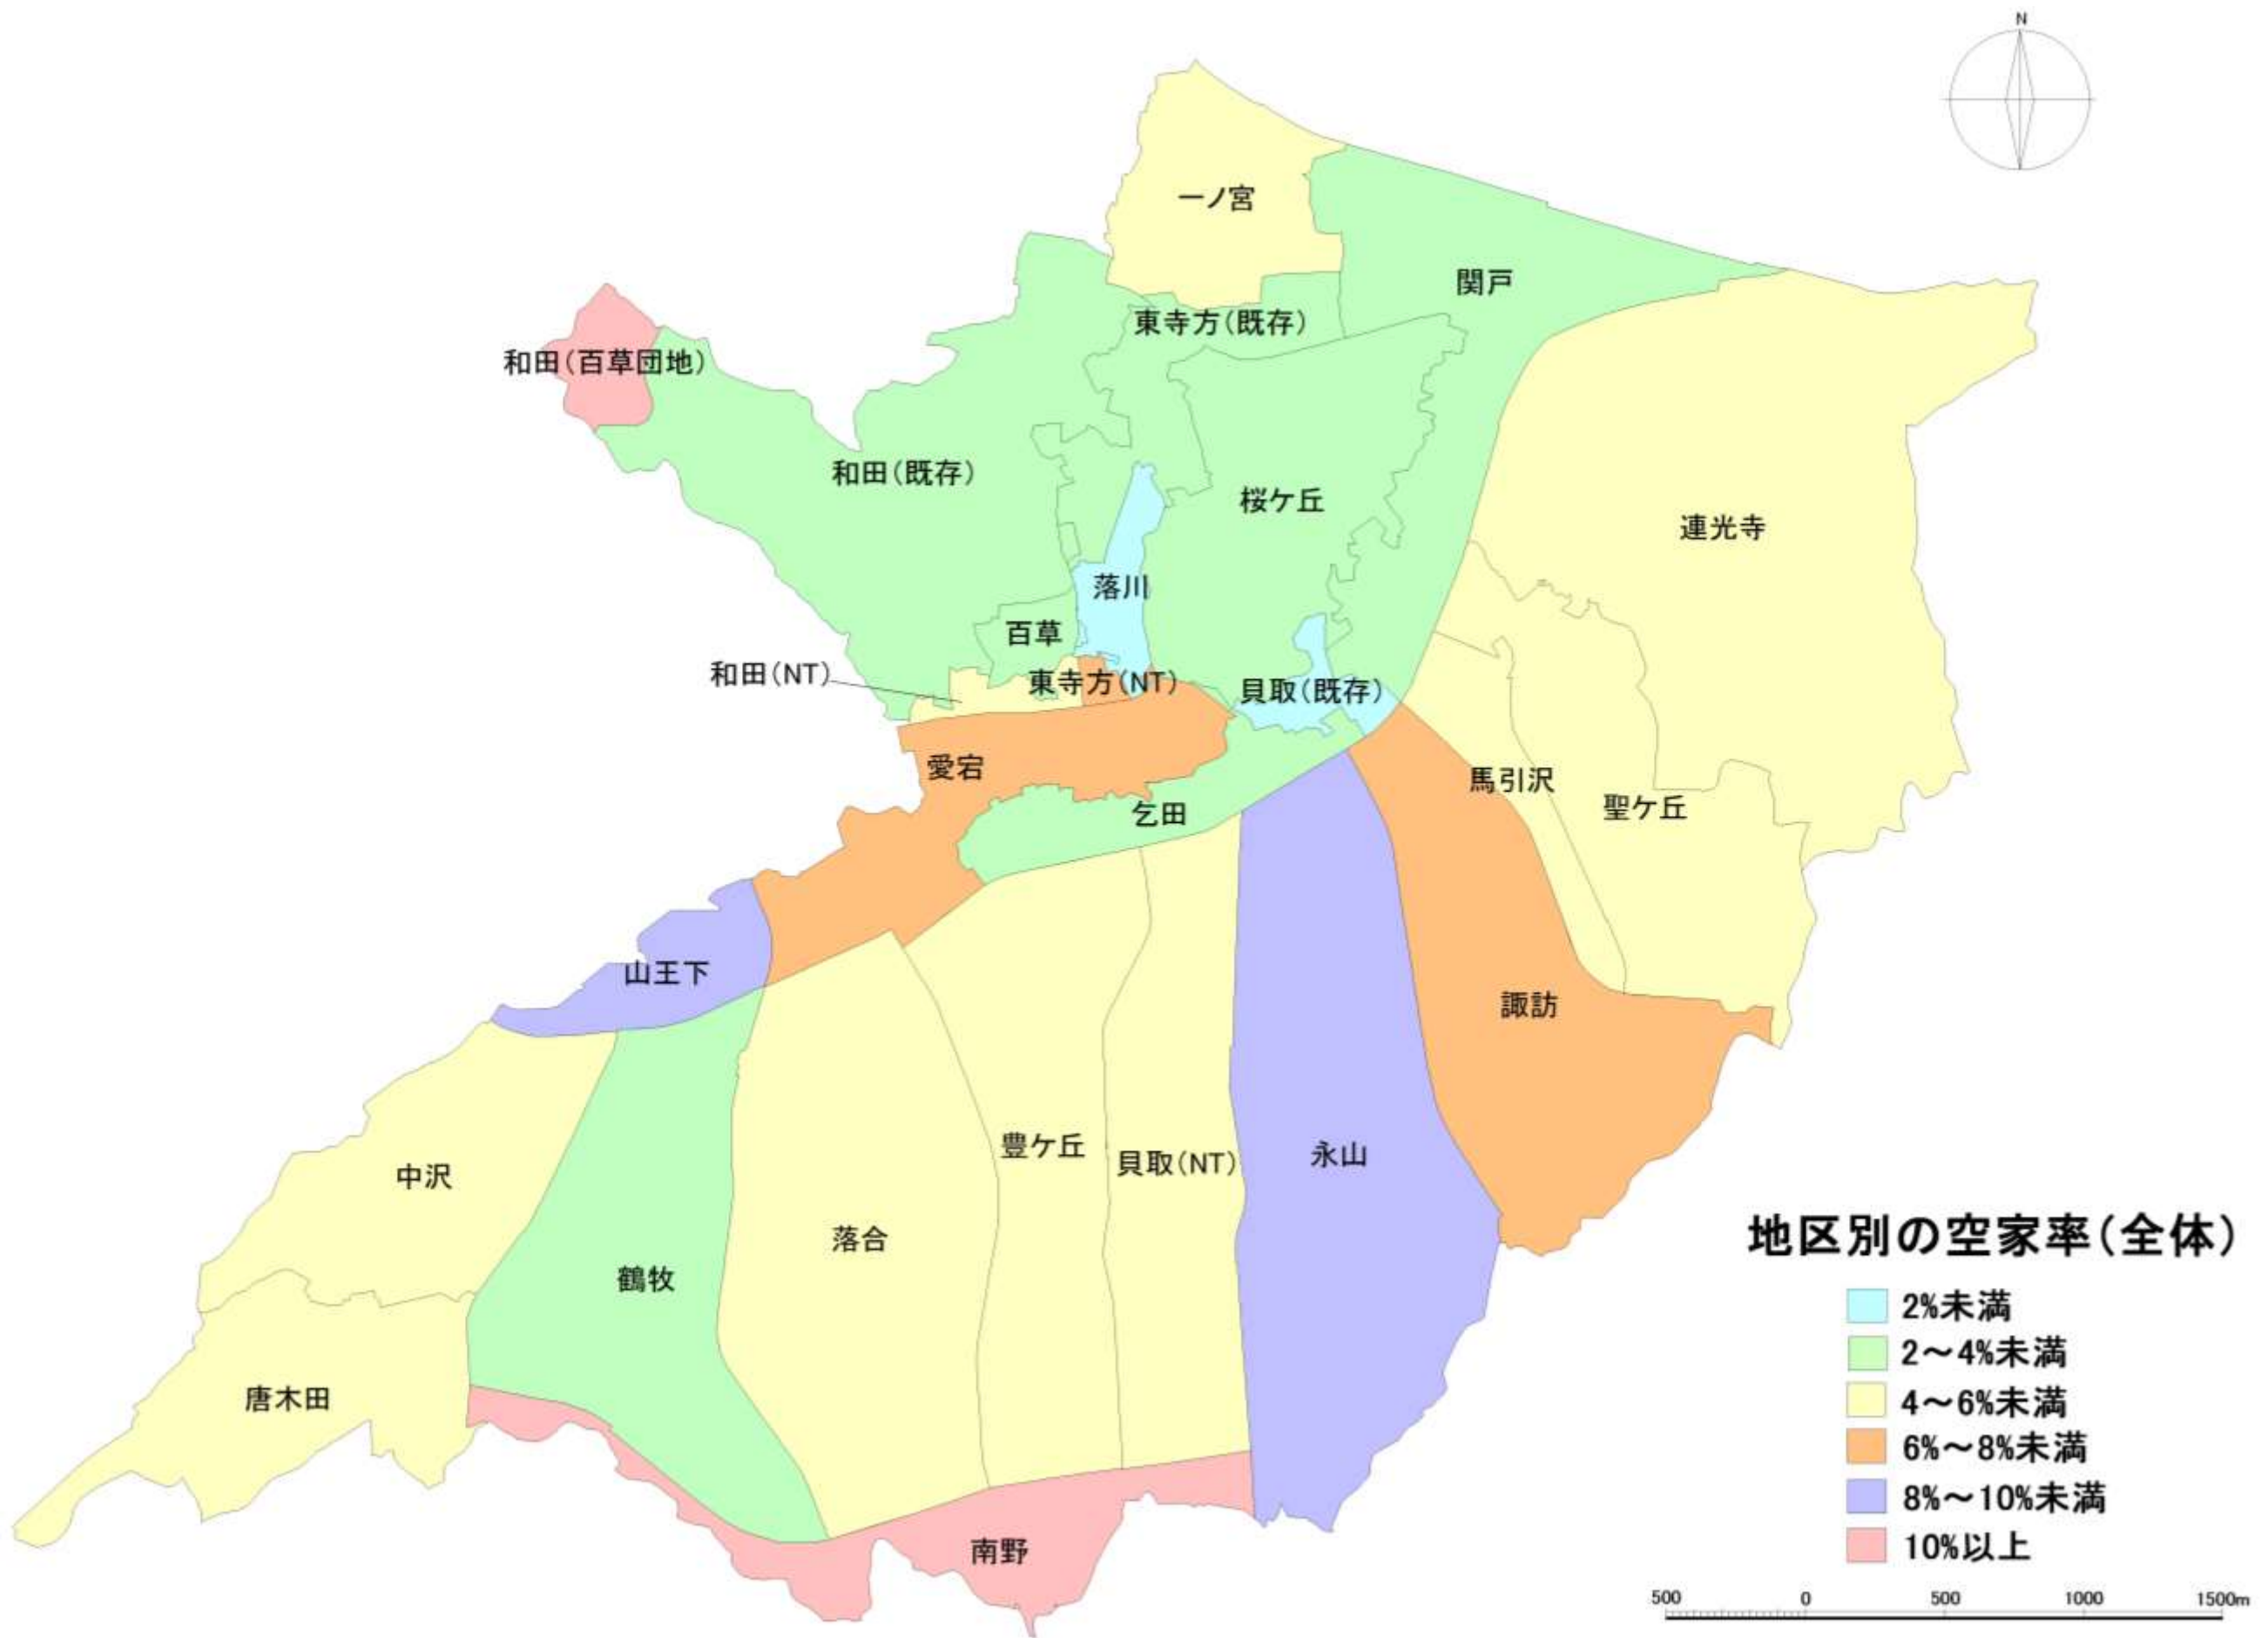 N
一ノ宮
関戸
東寺方(既存)
和田(百草団地)
和田(既存)
桜ケ丘
連光寺
落川
百草
和田(NT)
東寺方(NT)
貝取(既存)
愛宕
馬引沢
聖ケ丘
乞田
山王下
諏訪
豊ケ丘
永山
貝取(NT)
中沢
落合
鶴牧
唐木田
南野
地区別の空家率(全体)
2%未満
2～4%未満
4～6%未満
6%～8%未満
8%～10%未満
10%以上
500 0 500 1000 1500m